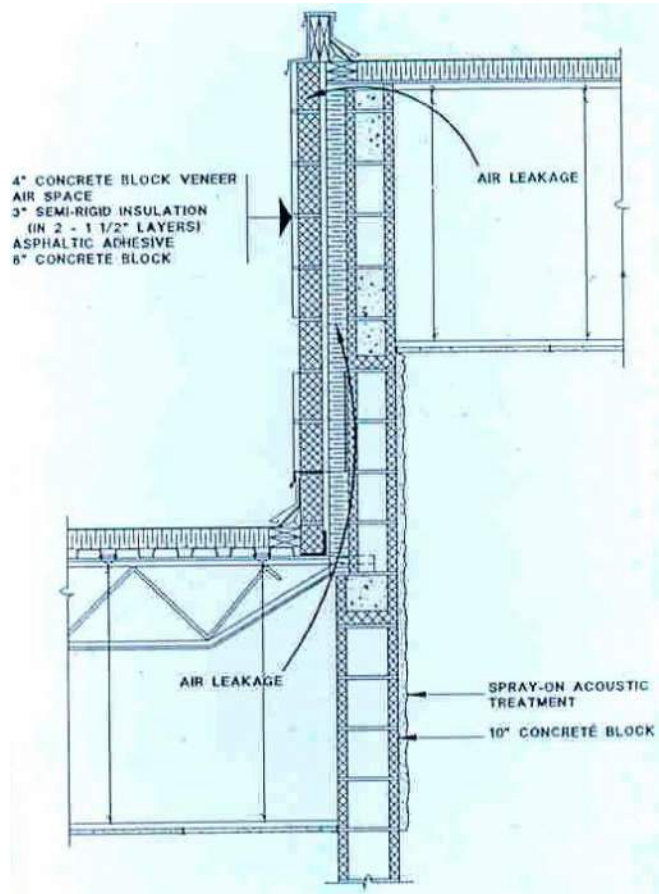 4" CONCRETE BLOCK VENEER
AIR SPACE
3" SEMI-RIGID INSULATION
(IN 2 - 1 1/2" LAYERS)
ASPHALTIC ADHESIVE
8" CONCRETE BLOCK
AIR LEAKAGE
AIR LEAKAGE
SPRAY-ON ACOUSTIC
TREATMENT
10" CONCRETE BLOCK